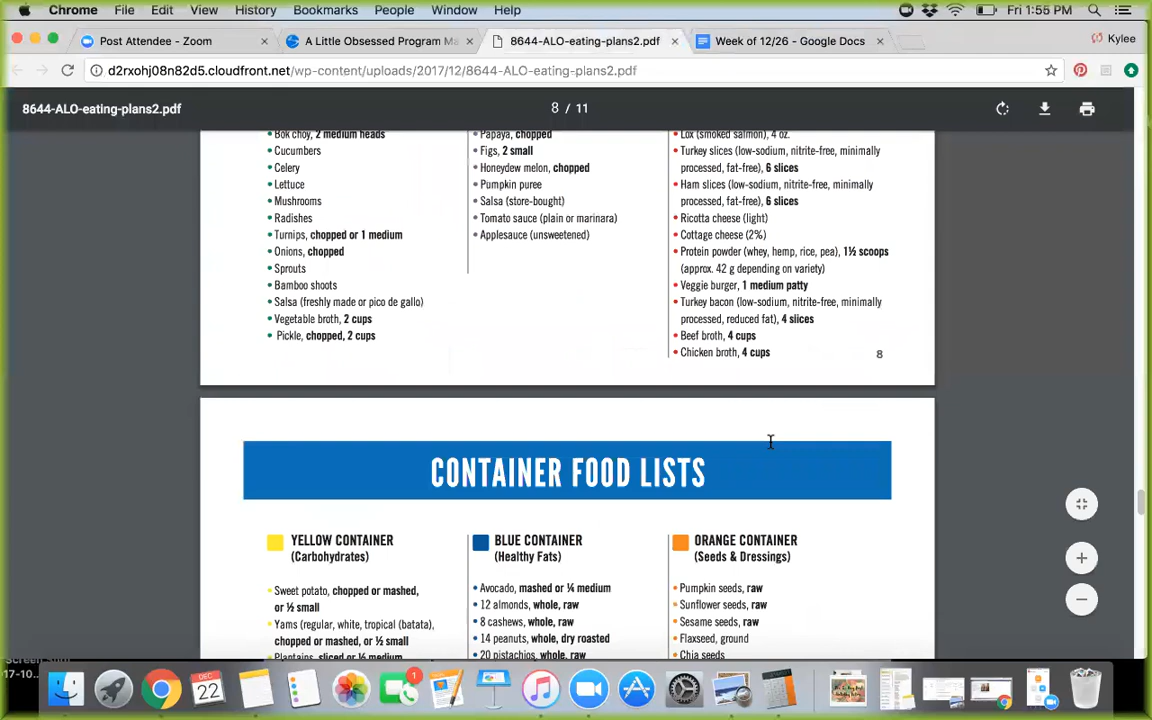 Chrome File Edit View History Bookmarks People Window Help Fri 1:55 PM
Post Attendee - Zoom × A Little Obsessed Program Ma × 8644-ALO-eating-plans2.pdf × Week of 12/26 - Google Docs × Kylee
d2rxohj08n82d5.cloudfront.net/wp-content/uploads/2017/12/8644-ALO-eating-plans2.pdf
8644-ALO-eating-plans2.pdf 8 / 11
• Bok choy, 2 medium heads
• Cucumbers
• Celery
• Lettuce
• Mushrooms
• Radishes
• Turnips, chopped or 1 medium
• Onions, chopped
• Sprouts
• Bamboo shoots
• Salsa (freshly made or pico de gallo)
• Vegetable broth, 2 cups
• Pickle, chopped, 2 cups
• Papaya, chopped
• Figs, 2 small
• Honeydew melon, chopped
• Pumpkin puree
• Salsa (store-bought)
• Tomato sauce (plain or marinara)
• Applesauce (unsweetened)
• Lox (smoked salmon), 4 oz.
• Turkey slices (low-sodium, nitrite-free, minimally
processed, fat-free), 6 slices
• Ham slices (low-sodium, nitrite-free, minimally
processed, fat-free), 6 slices
• Ricotta cheese (light)
• Cottage cheese (2%)
• Protein powder (whey, hemp, rice, pea), 1½ scoops
(approx. 42 g depending on variety)
• Veggie burger, 1 medium patty
• Turkey bacon (low-sodium, nitrite-free, minimally
processed, reduced fat), 4 slices
• Beef broth, 4 cups
• Chicken broth, 4 cups
8
CONTAINER FOOD LISTS
YELLOW CONTAINER
(Carbohydrates)
• Sweet potato, chopped or mashed,
or ½ small
• Yams (regular, white, tropical (batata),
chopped or mashed, or ½ small
• Plantains, sliced or ½ medium
BLUE CONTAINER
(Healthy Fats)
• Avocado, mashed or ¼ medium
• 12 almonds, whole, raw
• 8 cashews, whole, raw
• 14 peanuts, whole, dry roasted
• 20 pistachios, whole, raw
ORANGE CONTAINER
(Seeds & Dressings)
• Pumpkin seeds, raw
• Sunflower seeds, raw
• Sesame seeds, raw
• Flaxseed, ground
• Chia seeds
17-10...
DEC
22
1